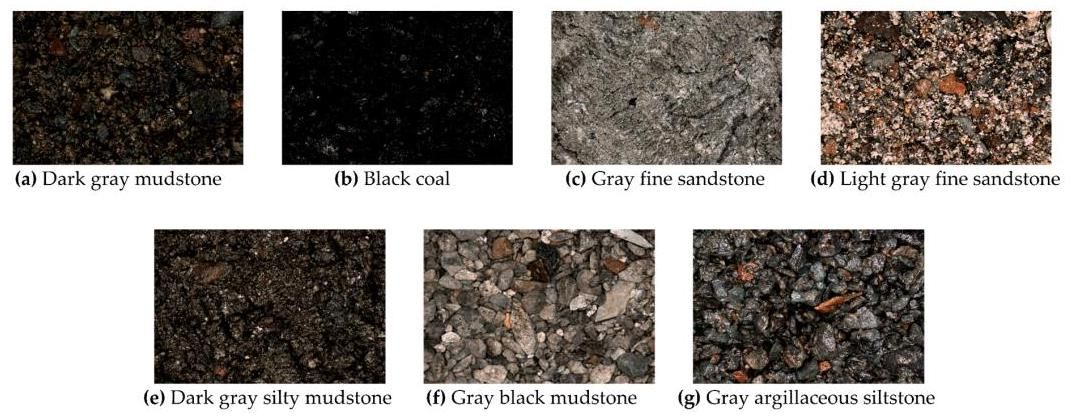 (a) Dark gray mudstone
(b) Black coal
(c) Gray fine sandstone
(d) Light gray fine sandstone
(e) Dark gray silty mudstone
(f) Gray black mudstone
(g) Gray argillaceous siltstone